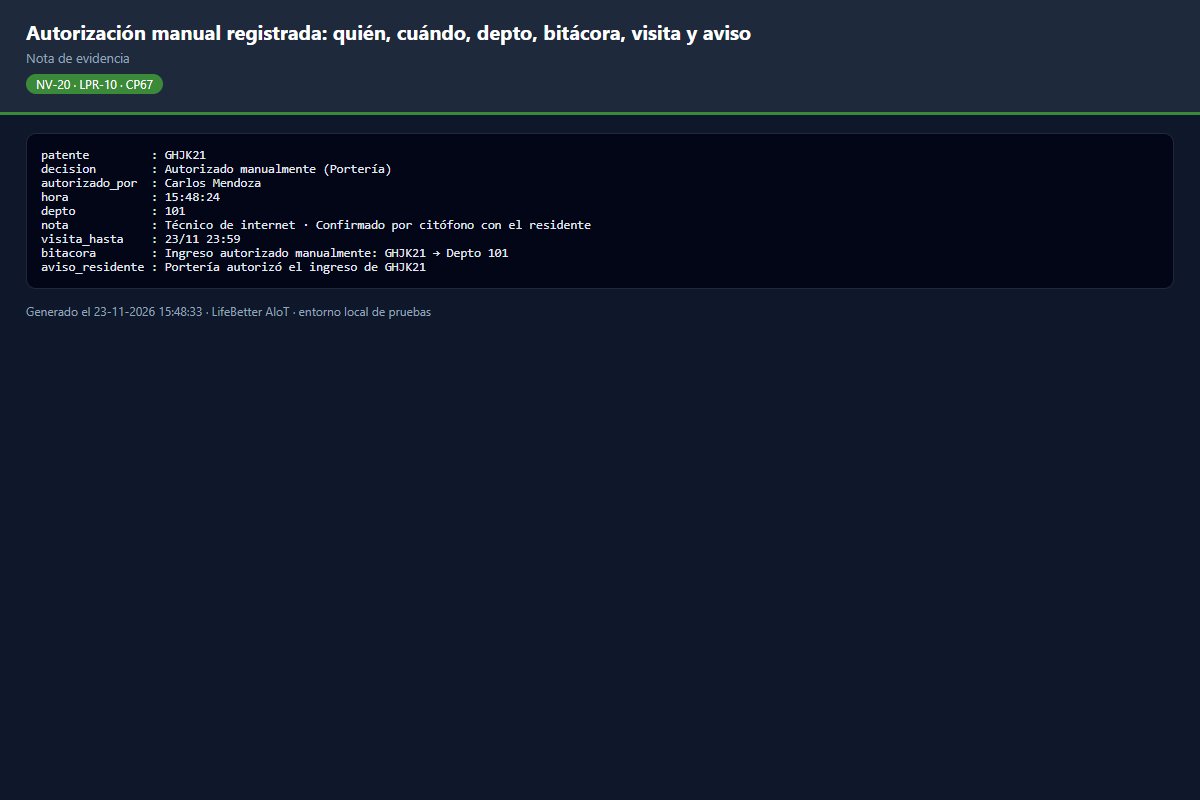 Autorización manual registrada: quién, cuándo, depto, bitácora, visita y aviso
Nota de evidencia
NV-20 · LPR-10 · CP67
patente : GHJK21
decision : Autorizado manualmente (Portería)
autorizado_por : Carlos Mendoza
hora : 15:48:24
depto : 101
nota : Técnico de internet · Confirmado por citófono con el residente
visita_hasta : 23/11 23:59
bitacora : Ingreso autorizado manualmente: GHJK21 → Depto 101
aviso_residente : Portería autorizó el ingreso de GHJK21
Generado el 23-11-2026 15:48:33 · LifeBetter AIoT · entorno local de pruebas